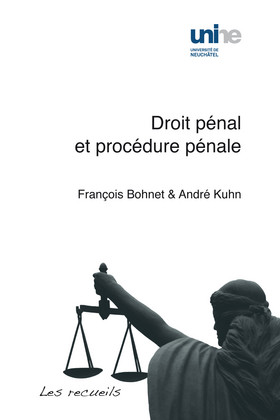 unine
UNIVERSITÉ DE
NEUCHÂTEL
Droit pénal
et procédure pénale
François Bohnet & André Kuhn
Les recueils